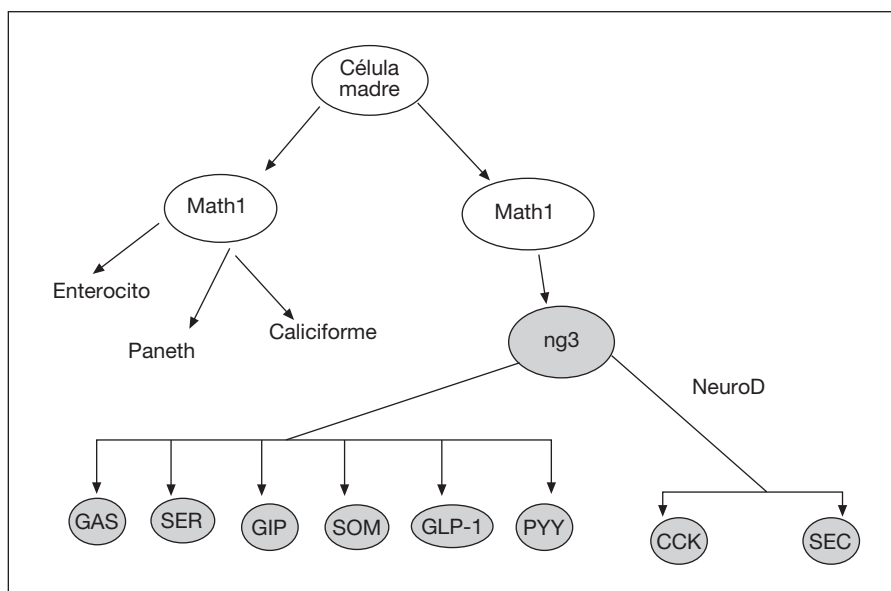 Célula
madre
Math1
Math1
Enterocito
Paneth
Caliciforme
ng3
NeuroD
GAS
SER
GIP
SOM
GLP-1
PYY
CCK
SEC